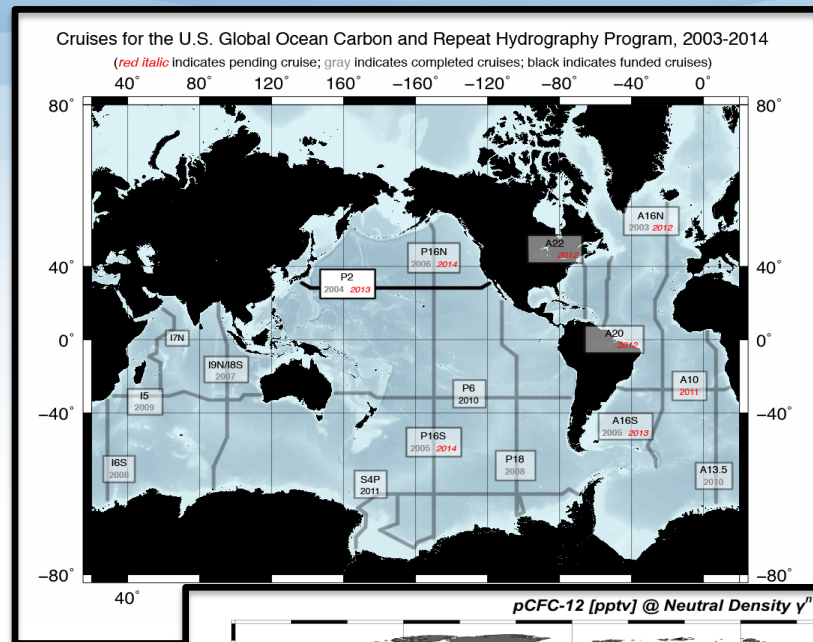 Cruises for the U.S. Global Ocean Carbon and Repeat Hydrography Program, 2003-2014
(red italic indicates pending cruise; gray indicates completed cruises; black indicates funded cruises)
40° 80° 120° 160° −160° −120° −80° −40° 0°
80° 80°
A16N
2003 2012
A22
2012
P16N
2006 2014
40° 40°
P2
2004 2013
I7N
0° 0°
A20
2012
I9N/I8S
2007
P6
2010
A10
2011
I5
2009
−40° −40°
A16S
2005 2013
P16S
2005 2014
P18
2008
I6S
2008
S4P
2011
A13.5
2010
−80° −80°
40°
pCFC-12 [pptv] @ Neutral Density γn